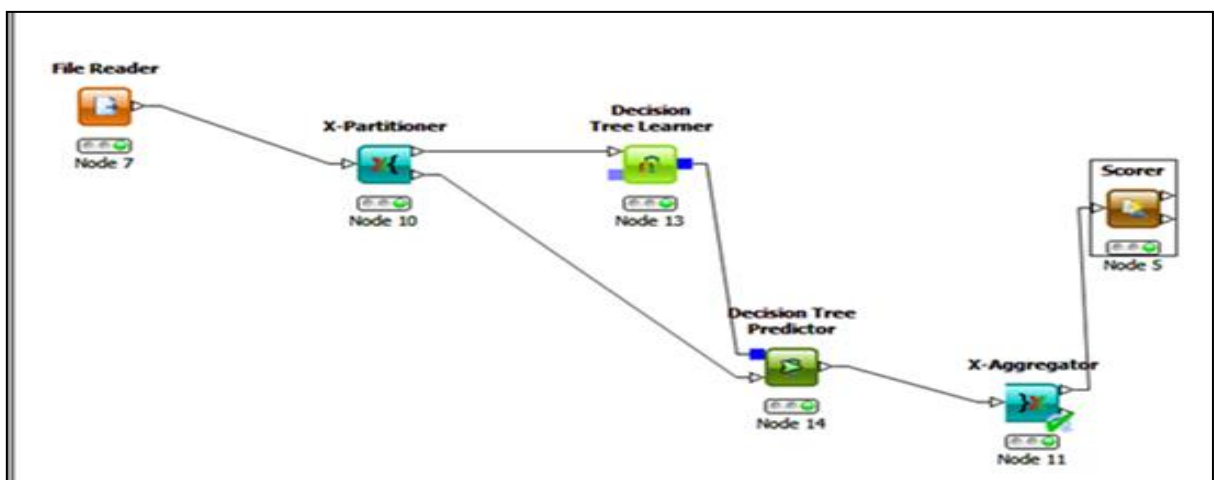 File Reader
Node 7
X-Partitioner
Node 10
Decision
Tree Learner
Node 13
Decision Tree
Predictor
Node 14
X-Aggregator
Node 11
Scorer
Node 5